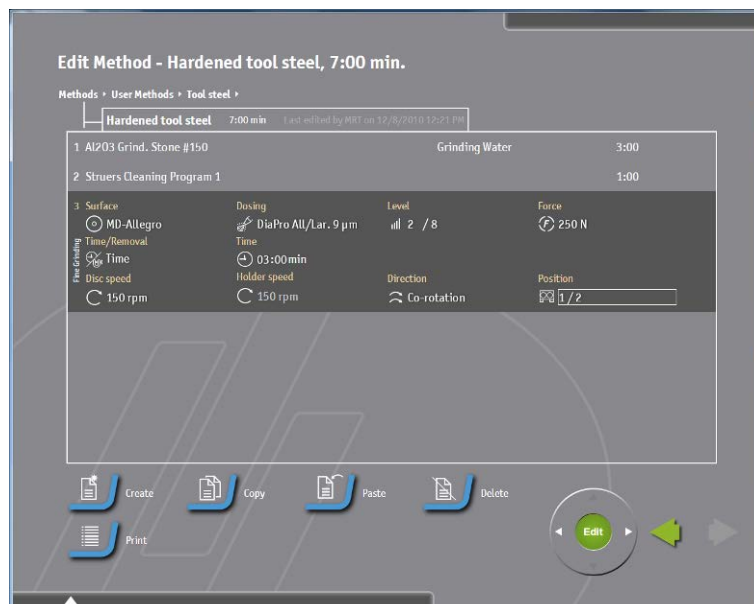 Edit Method - Hardened tool steel, 7:00 min.
Methods ‣ User Methods ‣ Tool steel ‣
Hardened tool steel 7:00 min Last edited by MRT on 12/8/2010 12:21 PM
1 Al2O3 Grind. Stone #150 Grinding Water 3:00
2 Struers Cleaning Program 1 1:00
3 Surface Dosing Level Force
MD-Allegro DiaPro All/Lar. 9 µm 2 /8 250 N
Fine Grinding
Time/Removal Time
Time 03:00 min
Disc speed Holder speed Direction Position
150 rpm 150 rpm Co-rotation 1/2
Create Copy Paste Delete
Print Edit